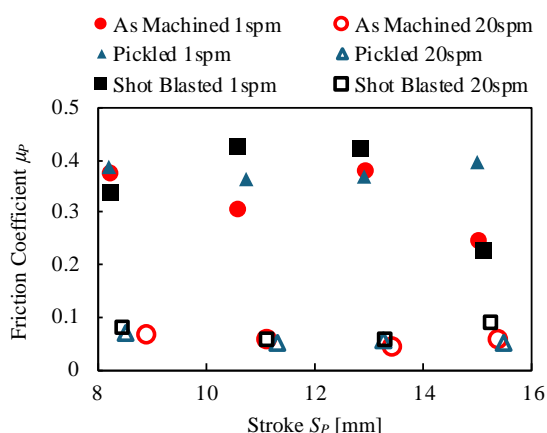 As Machined 1spm As Machined 20spm
Pickled 1spm Pickled 20spm
Shot Blasted 1spm Shot Blasted 20spm
0.5
0.4
0.3
0.2
0.1
0
8 10 12 14 16
Friction Coefficient μP
Stroke SP [mm]